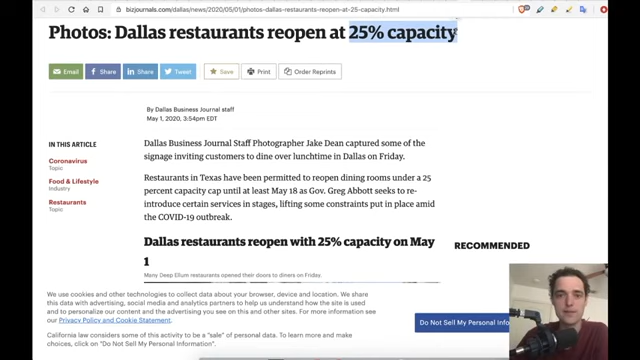 bizjournals.com/dallas/news/2020/05/01/photos-dallas-restaurants-reopen-at-25-capacity.html
Photos: Dallas restaurants reopen at 25% capacity
Email
Share
Share
Tweet
Save
Print
Order Reprints
By Dallas Business Journal staff
May 1, 2020, 3:54pm EDT
IN THIS ARTICLE
Coronavirus
Topic
Food & Lifestyle
Industry
Restaurants
Topic
Dallas Business Journal Staff Photographer Jake Dean captured some of the
signage inviting customers to dine over lunchtime in Dallas on Friday.
Restaurants in Texas have been permitted to reopen dining rooms under a 25
percent capacity cap until at least May 18 as Gov. Greg Abbott seeks to re-
introduce certain services in stages, lifting some constraints put in place amid
the COVID-19 outbreak.
Dallas restaurants reopen with 25% capacity on May
1
Many Deep Ellum restaurants opened their doors to diners on Friday.
RECOMMENDED
We use cookies and other technologies to collect data about your browser, device and location. We
share this data with advertising, social media and analytics partners to help us understand how the site is used
and to personalize our content and the advertising you see on this and other sites. For more information see
our Privacy Policy and Cookie Statement.
California law considers some of this activity to be a "sale" of personal data. To learn more and make
choices, click on "Do Not Sell My Personal Information".
Do Not Sell My Personal Info